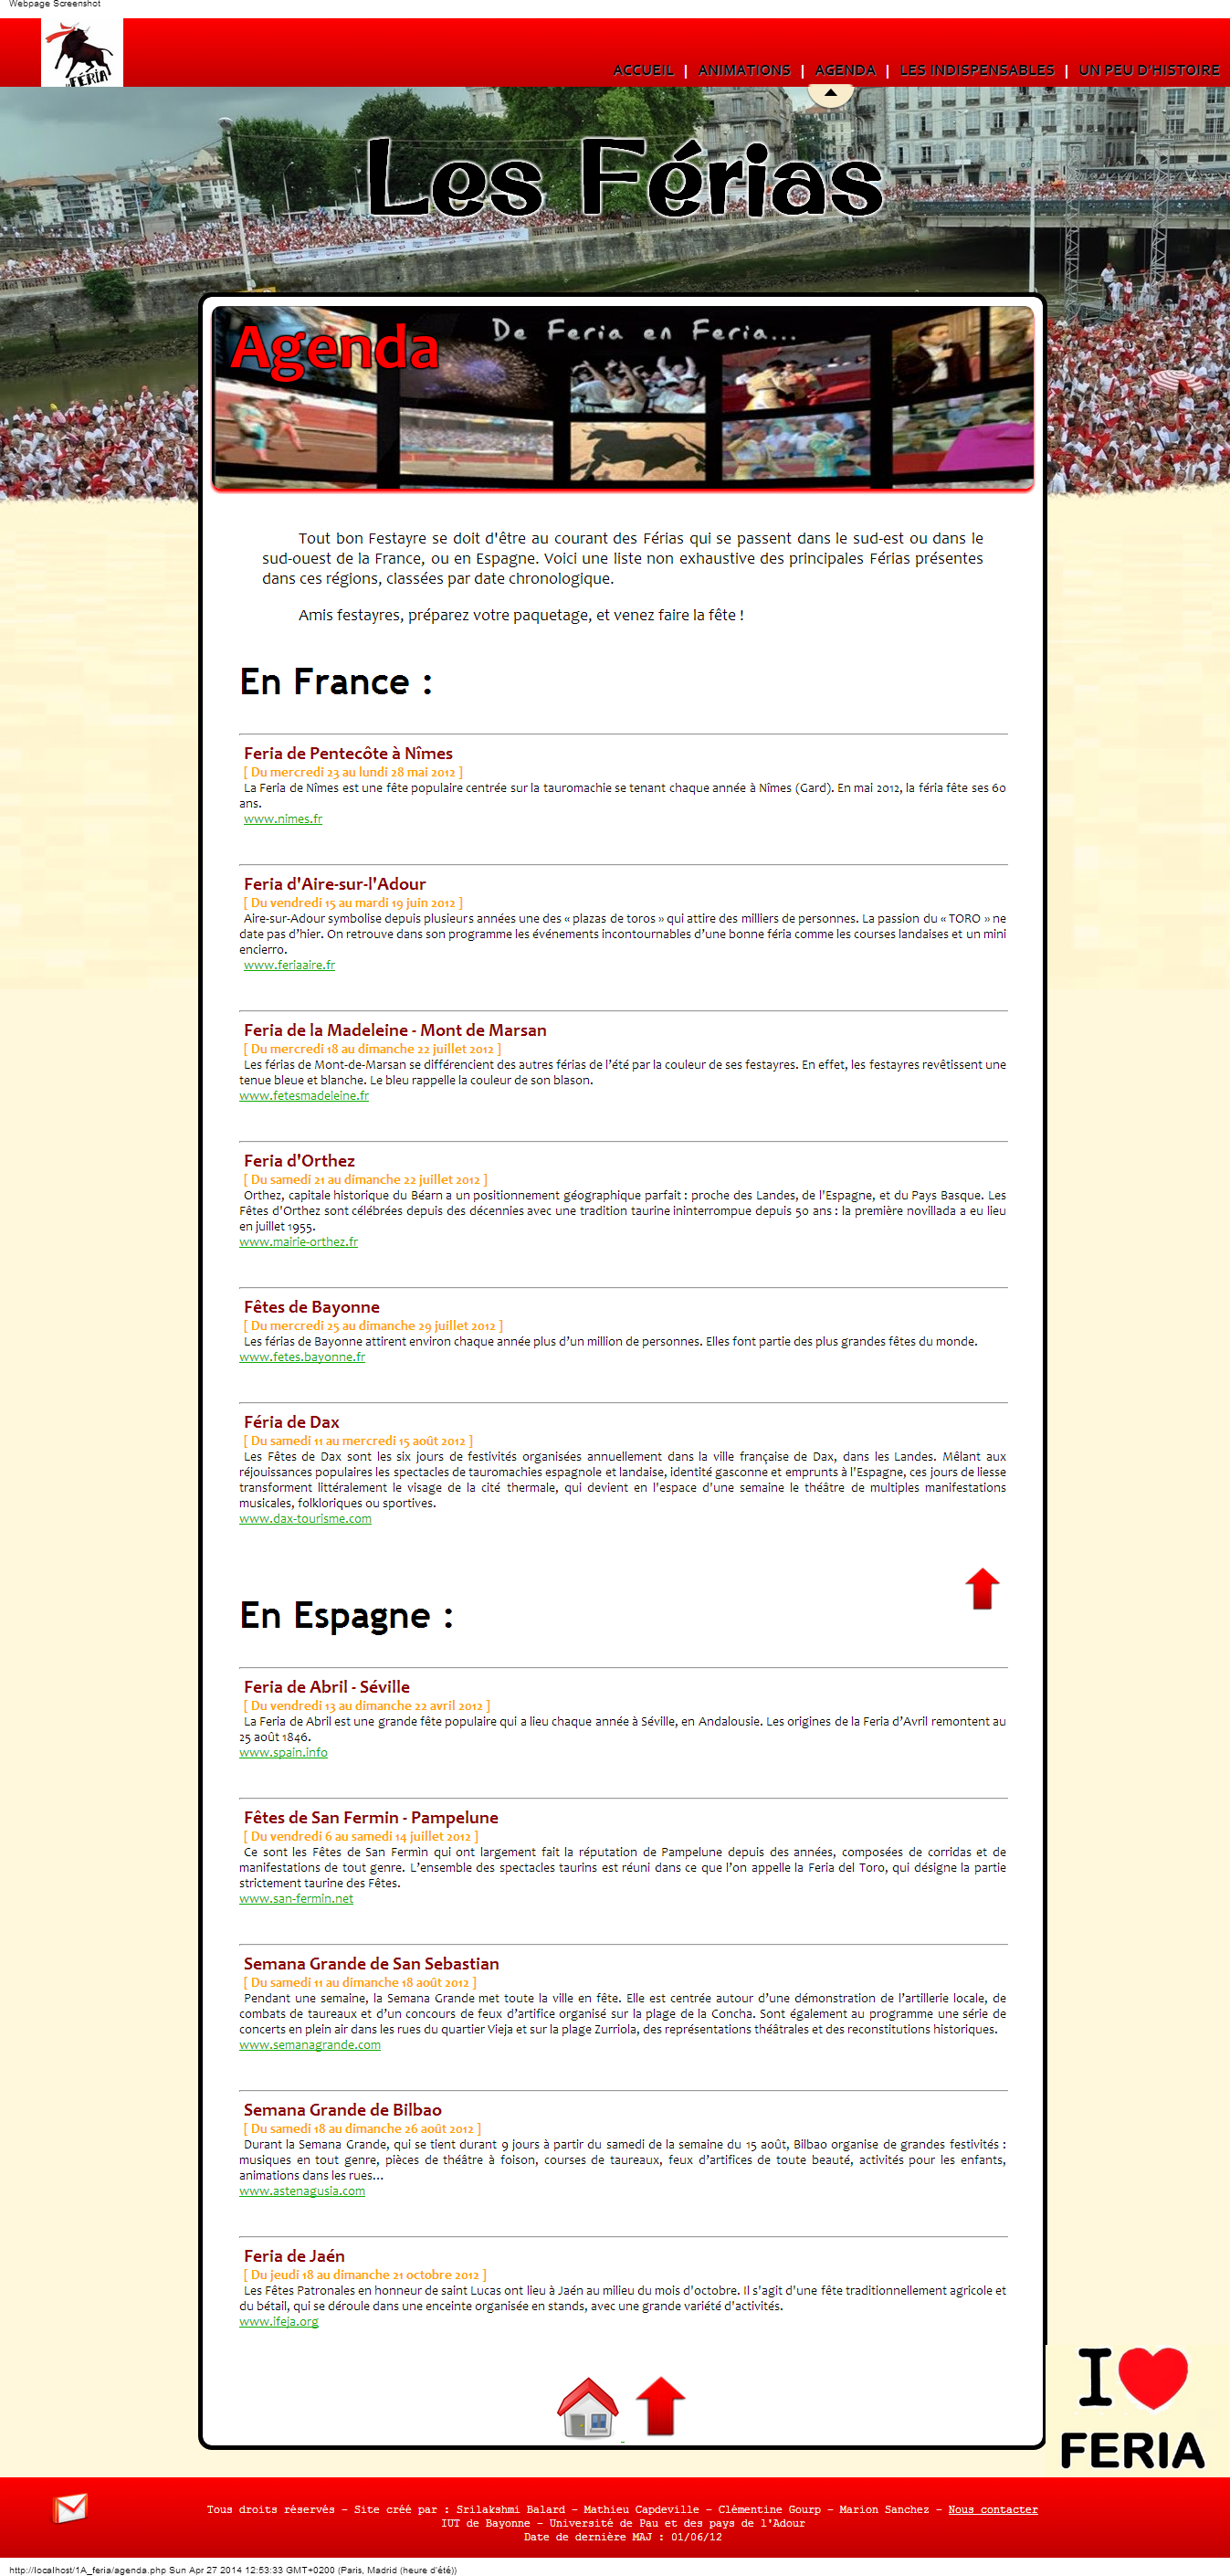 Webpage Screenshot
FÉRIA
ACCUEIL | ANIMATIONS | AGENDA | LES INDISPENSABLES | UN PEU D'HISTOIRE
Les Férias
Agenda
De Feria en Feria...
Tout bon Festayre se doit d'être au courant des Férias qui se passent dans le sud-est ou dans le
sud-ouest de la France, ou en Espagne. Voici une liste non exhaustive des principales Férias présentes
dans ces régions, classées par date chronologique.
Amis festayres, préparez votre paquetage, et venez faire la fête !
En France :
Feria de Pentecôte à Nîmes
[ Du mercredi 23 au lundi 28 mai 2012 ]
La Feria de Nîmes est une fête populaire centrée sur la tauromachie se tenant chaque année à Nîmes (Gard). En mai 2012, la féria fête ses 60
ans.
www.nimes.fr
Feria d'Aire-sur-l'Adour
[ Du vendredi 15 au mardi 19 juin 2012 ]
Aire-sur-Adour symbolise depuis plusieurs années une des « plazas de toros » qui attire des milliers de personnes. La passion du « TORO » ne
date pas d’hier. On retrouve dans son programme les événements incontournables d’une bonne féria comme les courses landaises et un mini
encierro.
www.feriaaire.fr
Feria de la Madeleine - Mont de Marsan
[ Du mercredi 18 au dimanche 22 juillet 2012 ]
Les férias de Mont-de-Marsan se différencient des autres férias de l’été par la couleur de ses festayres. En effet, les festayres revêtissent une
tenue bleue et blanche. Le bleu rappelle la couleur de son blason.
www.fetesmadeleine.fr
Feria d'Orthez
[ Du samedi 21 au dimanche 22 juillet 2012 ]
Orthez, capitale historique du Béarn a un positionnement géographique parfait : proche des Landes, de l'Espagne, et du Pays Basque. Les
Fêtes d'Orthez sont célébrées depuis des décennies avec une tradition taurine ininterrompue depuis 50 ans : la première novillada a eu lieu
en juillet 1955.
www.mairie-orthez.fr
Fêtes de Bayonne
[ Du mercredi 25 au dimanche 29 juillet 2012 ]
Les férias de Bayonne attirent environ chaque année plus d’un million de personnes. Elles font partie des plus grandes fêtes du monde.
www.fetes.bayonne.fr
Féria de Dax
[ Du samedi 11 au mercredi 15 août 2012 ]
Les Fêtes de Dax sont les six jours de festivités organisées annuellement dans la ville française de Dax, dans les Landes. Mêlant aux
réjouissances populaires les spectacles de tauromachies espagnole et landaise, identité gasconne et emprunts à l'Espagne, ces jours de liesse
transforment littéralement le visage de la cité thermale, qui devient en l'espace d'une semaine le théâtre de multiples manifestations
musicales, folkloriques ou sportives.
www.dax-tourisme.com
En Espagne :
Feria de Abril - Séville
[ Du vendredi 13 au dimanche 22 avril 2012 ]
La Feria de Abril est une grande fête populaire qui a lieu chaque année à Séville, en Andalousie. Les origines de la Feria d’Avril remontent au
25 août 1846.
www.spain.info
Fêtes de San Fermin - Pampelune
[ Du vendredi 6 au samedi 14 juillet 2012 ]
Ce sont les Fêtes de San Fermìn qui ont largement fait la réputation de Pampelune depuis des années, composées de corridas et de
manifestations de tout genre. L’ensemble des spectacles taurins est réuni dans ce que l’on appelle la Feria del Toro, qui désigne la partie
strictement taurine des Fêtes.
www.san-fermin.net
Semana Grande de San Sebastian
[ Du samedi 11 au dimanche 18 août 2012 ]
Pendant une semaine, la Semana Grande met toute la ville en fête. Elle est centrée autour d’une démonstration de l’artillerie locale, de
combats de taureaux et d’un concours de feux d’artifice organisé sur la plage de la Concha. Sont également au programme une série de
concerts en plein air dans les rues du quartier Vieja et sur la plage Zurriola, des représentations théâtrales et des reconstitutions historiques.
www.semanagrande.com
Semana Grande de Bilbao
[ Du samedi 18 au dimanche 26 août 2012 ]
Durant la Semana Grande, qui se tient durant 9 jours à partir du samedi de la semaine du 15 août, Bilbao organise de grandes festivités :
musiques en tout genre, pièces de théâtre à foison, courses de taureaux, feux d’artifices de toute beauté, activités pour les enfants,
animations dans les rues...
www.astenagusia.com
Feria de Jaén
[ Du jeudi 18 au dimanche 21 octobre 2012 ]
Les Fêtes Patronales en honneur de saint Lucas ont lieu à Jaén au milieu du mois d'octobre. Il s'agit d'une fête traditionnellement agricole et
du bétail, qui se déroule dans une enceinte organisée en stands, avec une grande variété d'activités.
www.ifeja.org
I
FERIA
Tous droits réservés - Site créé par : Srilakshmi Balard - Mathieu Capdeville - Clémentine Gourp - Marion Sanchez - Nous contacter
IUT de Bayonne - Université de Pau et des pays de l'Adour
Date de dernière MAJ : 01/06/12
http://localhost/1A_feria/agenda.php Sun Apr 27 2014 12:53:33 GMT+0200 (Paris, Madrid (heure d'été))